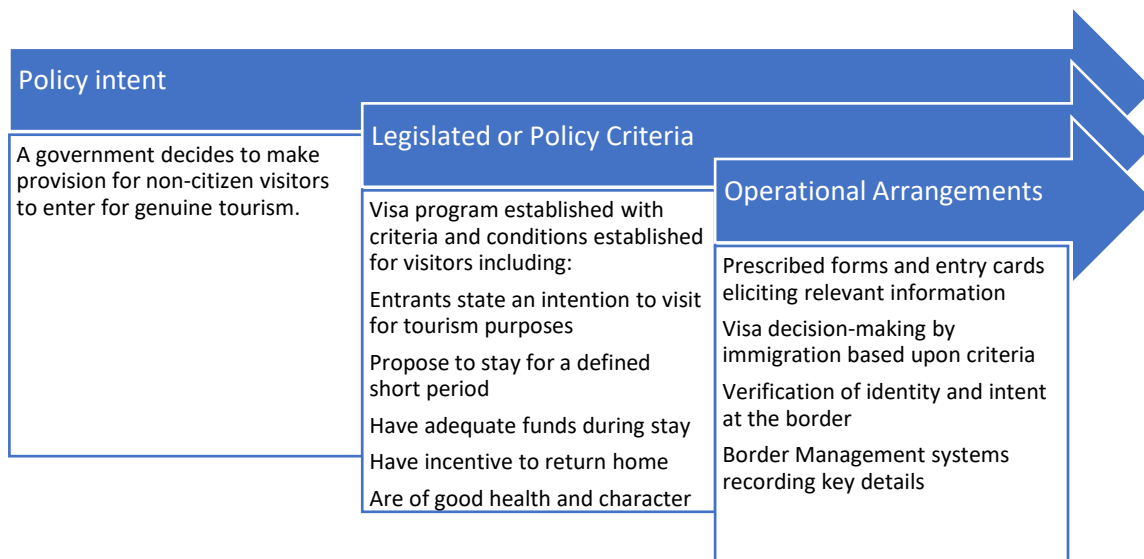 Policy intent
A government decides to make
provision for non-citizen visitors
to enter for genuine tourism.
Legislated or Policy Criteria
Visa program established with
criteria and conditions established
for visitors including:
Entrants state an intention to visit
for tourism purposes
Propose to stay for a defined
short period
Have adequate funds during stay
Have incentive to return home
Are of good health and character
Operational Arrangements
Prescribed forms and entry cards
eliciting relevant information
Visa decision-making by
immigration based upon criteria
Verification of identity and intent
at the border
Border Management systems
recording key details